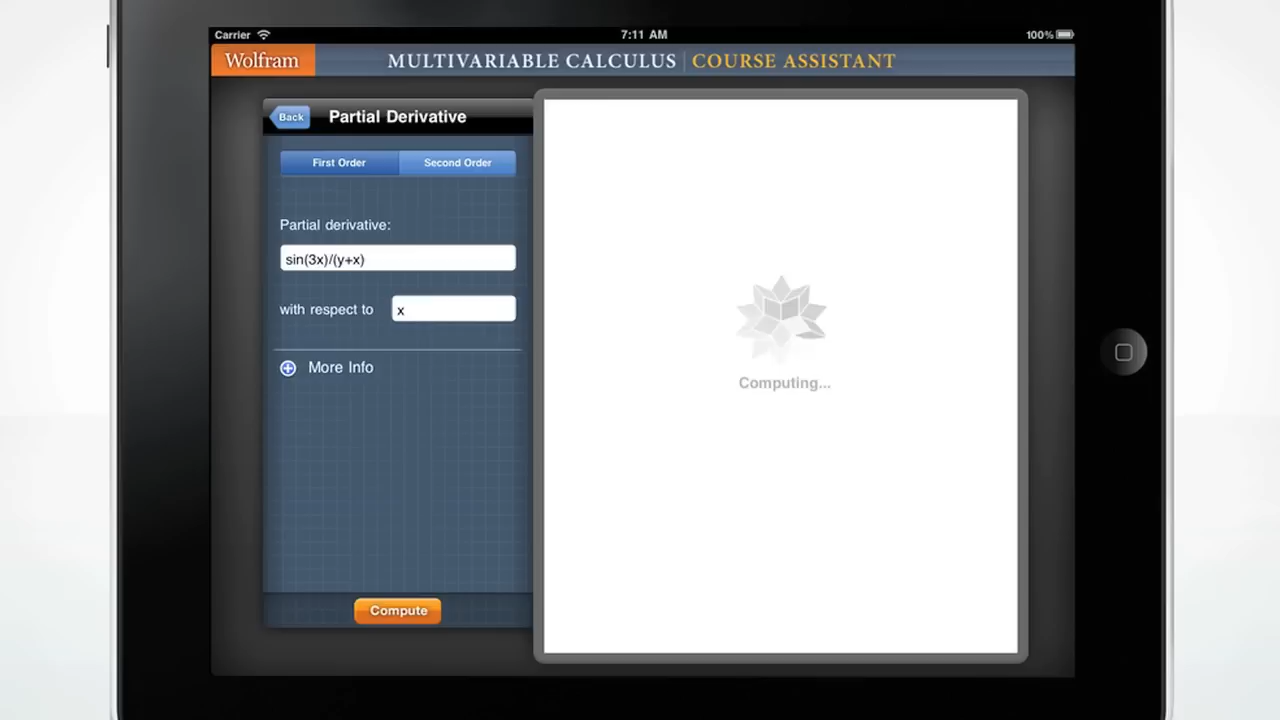 Carrier 7:11 AM 100%
Wolfram MULTIVARIABLE CALCULUS | COURSE ASSISTANT
Back Partial Derivative
First Order Second Order
Partial derivative:
sin(3x)/(y+x)
with respect to x
More Info
Computing...
Compute